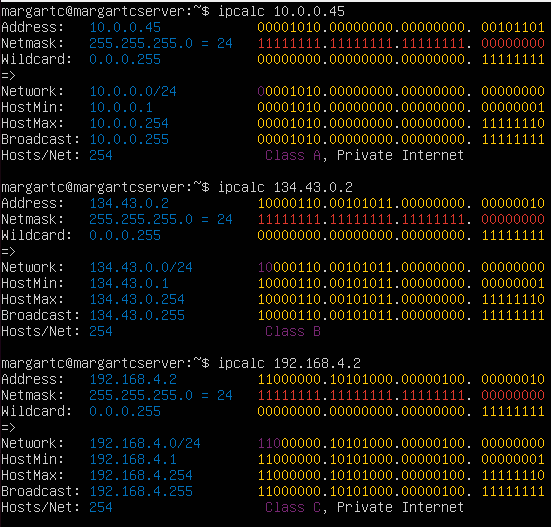 margartc@margartcserver:~$ ipcalc 10.0.0.45
Address:   10.0.0.45            00001010.00000000.00000000. 00101101
Netmask:   255.255.255.0 = 24   11111111.11111111.11111111. 00000000
Wildcard:  0.0.0.255            00000000.00000000.00000000. 11111111
=>
Network:   10.0.0.0/24          00001010.00000000.00000000. 00000000
HostMin:   10.0.0.1             00001010.00000000.00000000. 00000001
HostMax:   10.0.0.254           00001010.00000000.00000000. 11111110
Broadcast: 10.0.0.255           00001010.00000000.00000000. 11111111
Hosts/Net: 254                   Class A, Private Internet
margartc@margartcserver:~$ ipcalc 134.43.0.2
Address:   134.43.0.2           10000110.00101011.00000000. 00000010
Netmask:   255.255.255.0 = 24   11111111.11111111.11111111. 00000000
Wildcard:  0.0.0.255            00000000.00000000.00000000. 11111111
=>
Network:   134.43.0.0/24        10000110.00101011.00000000. 00000000
HostMin:   134.43.0.1           10000110.00101011.00000000. 00000001
HostMax:   134.43.0.254         10000110.00101011.00000000. 11111110
Broadcast: 134.43.0.255         10000110.00101011.00000000. 11111111
Hosts/Net: 254                   Class B
margartc@margartcserver:~$ ipcalc 192.168.4.2
Address:   192.168.4.2          11000000.10101000.00000100. 00000010
Netmask:   255.255.255.0 = 24   11111111.11111111.11111111. 00000000
Wildcard:  0.0.0.255            00000000.00000000.00000000. 11111111
=>
Network:   192.168.4.0/24       11000000.10101000.00000100. 00000000
HostMin:   192.168.4.1          11000000.10101000.00000100. 00000001
HostMax:   192.168.4.254        11000000.10101000.00000100. 11111110
Broadcast: 192.168.4.255        11000000.10101000.00000100. 11111111
Hosts/Net: 254                   Class C, Private Internet